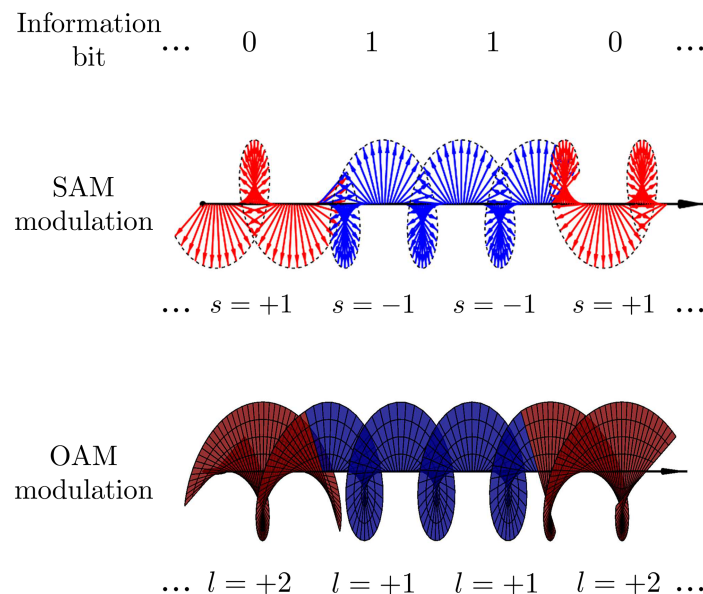 Information
bit
... 0 1 1 0 ...
SAM
modulation
... s = +1 s = −1 s = −1 s = +1 ...
OAM
modulation
... l = +2 l = +1 l = +1 l = +2 ...